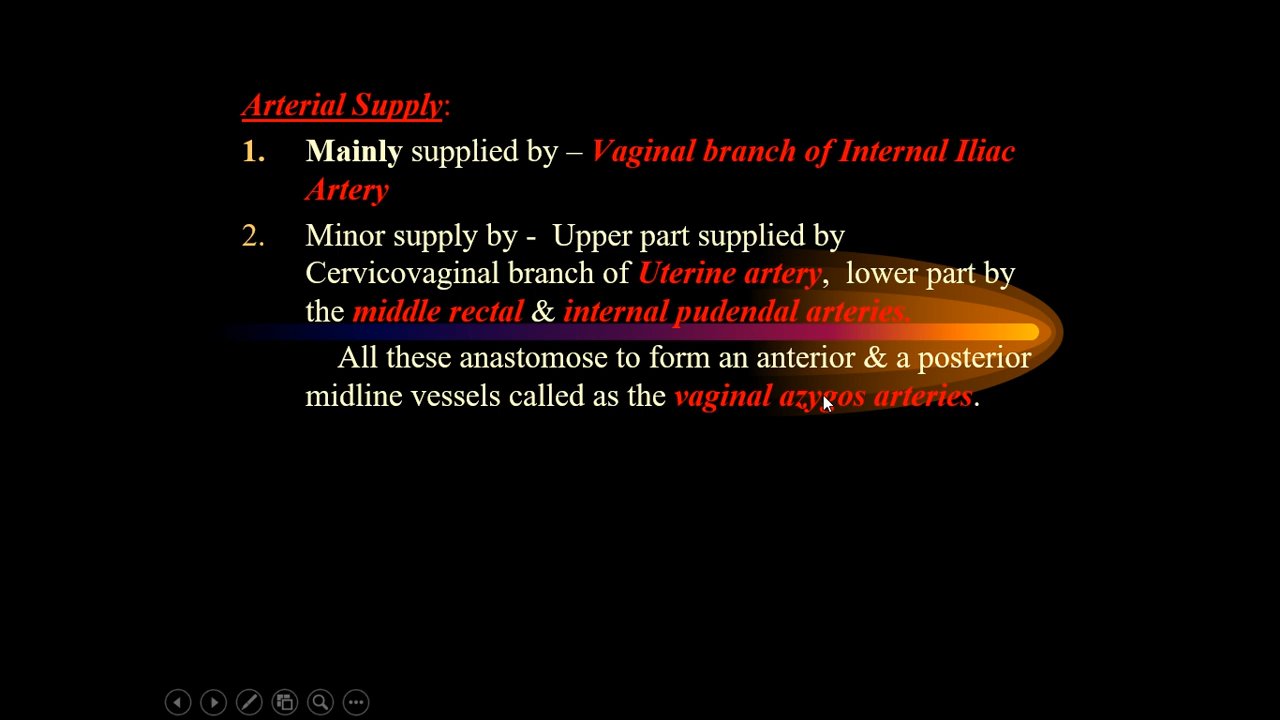 Arterial Supply:
1. Mainly supplied by – Vaginal branch of Internal Iliac
Artery
2. Minor supply by - Upper part supplied by
Cervicovaginal branch of Uterine artery, lower part by
the middle rectal & internal pudendal arteries.
All these anastomose to form an anterior & a posterior
midline vessels called as the vaginal azygos arteries.